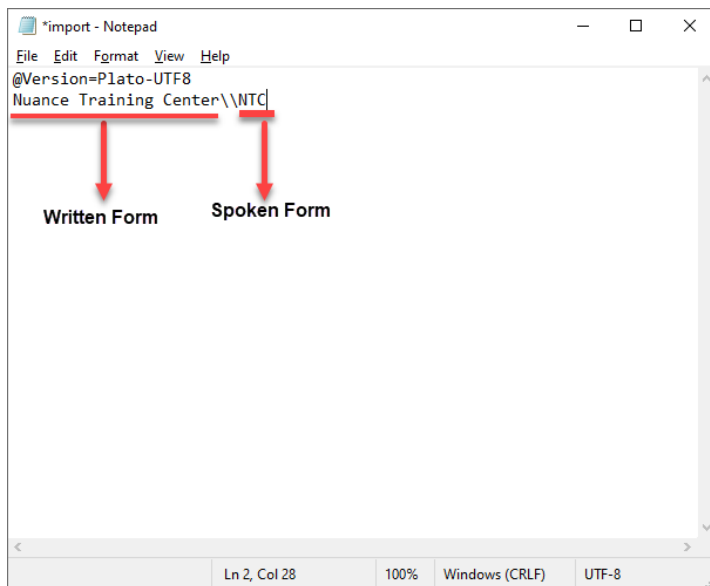 *import - Notepad
File Edit Format View Help
@Version=Plato-UTF8
Nuance Training Center\\NTC
Written Form
Spoken Form
Ln 2, Col 28 100% Windows (CRLF) UTF-8